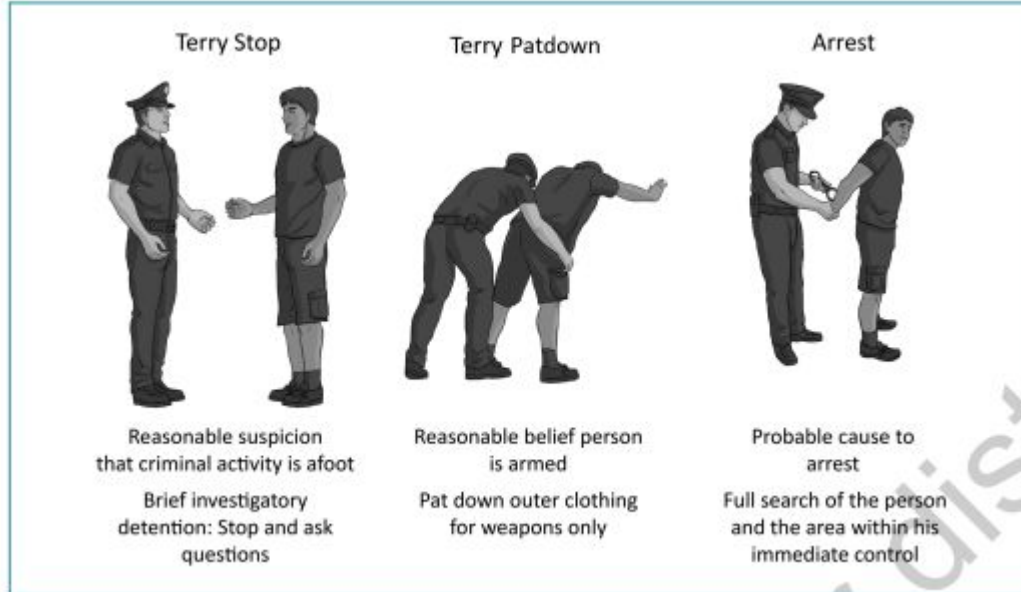 Terry Stop
Terry Patdown
Arrest
Reasonable suspicion
that criminal activity is afoot
Brief investigatory
detention: Stop and ask
questions
Reasonable belief person
is armed
Pat down outer clothing
for weapons only
Probable cause to
arrest
Full search of the person
and the area within his
immediate control
dist